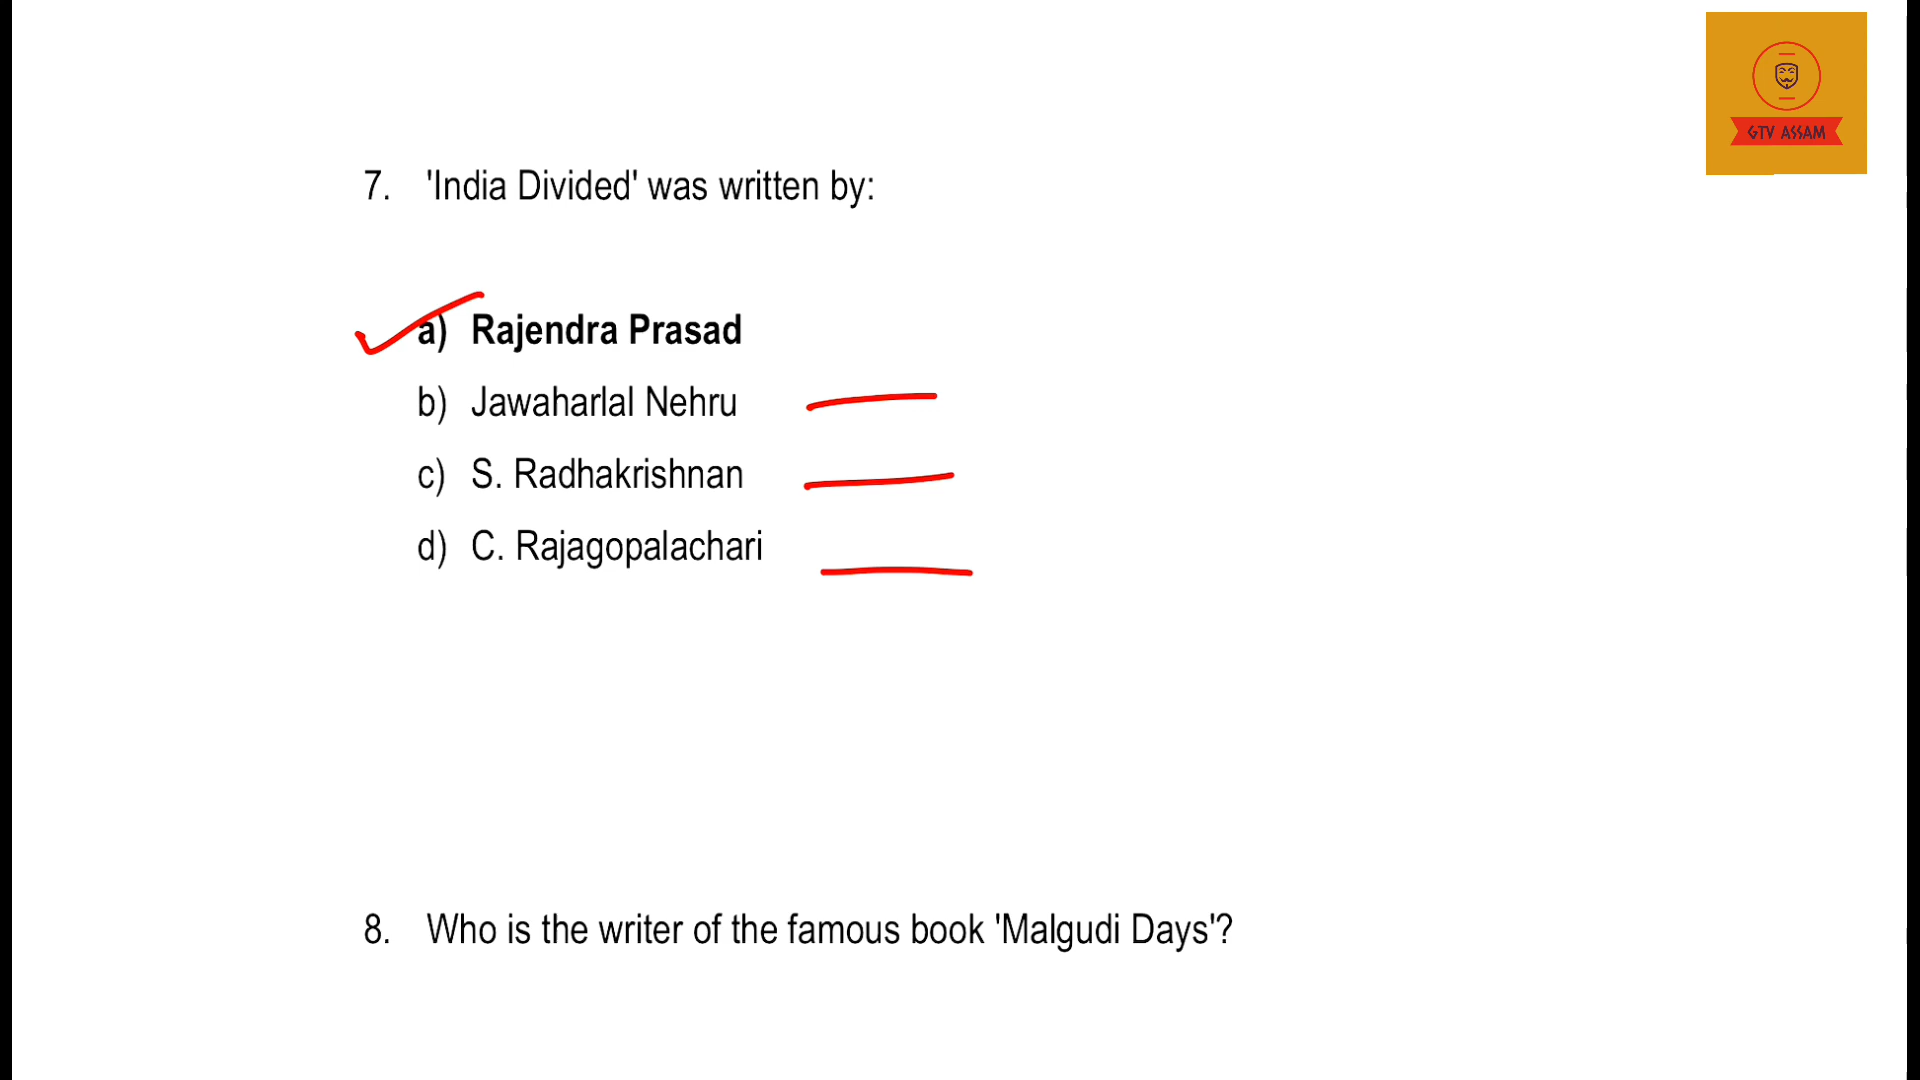 GTV ASSAM
7. 'India Divided' was written by:
a) Rajendra Prasad
b) Jawaharlal Nehru
c) S. Radhakrishnan
d) C. Rajagopalachari
8. Who is the writer of the famous book 'Malgudi Days'?